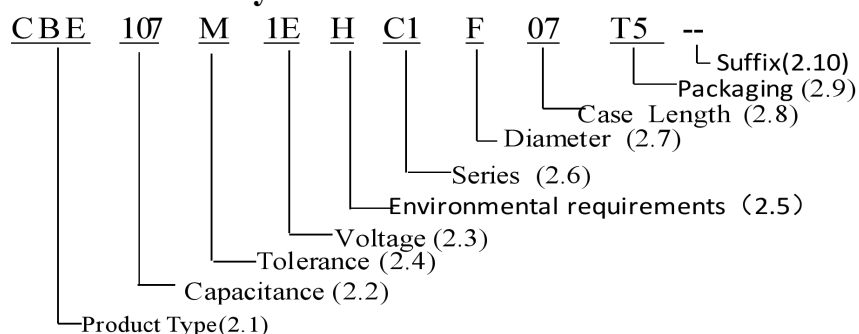 CBE 107 M 1E H C1 F 07 T5 --
Suffix(2.10)
Packaging (2.9)
Case Length (2.8)
Diameter (2.7)
Series (2.6)
Environmental requirements（2.5）
Voltage (2.3)
Tolerance (2.4)
Capacitance (2.2)
Product Type(2.1)